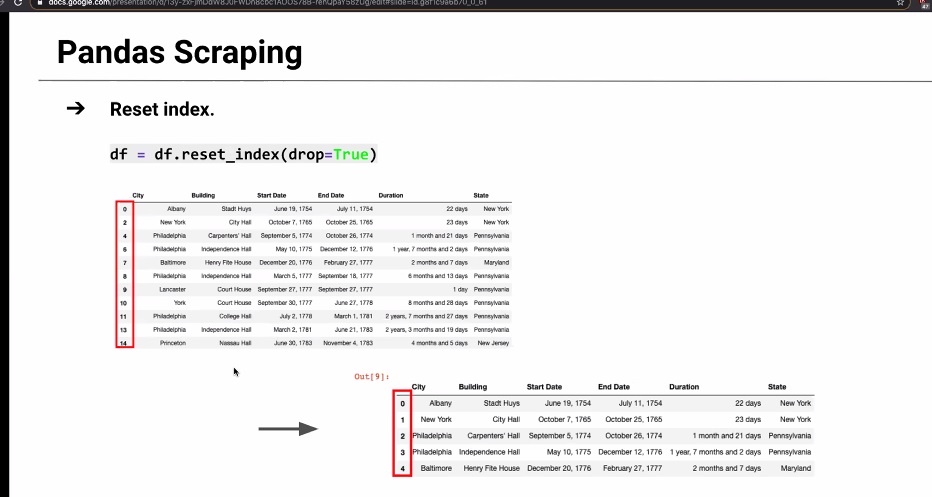 Pandas Scraping
➔ Reset index.
df = df.reset_index(drop=True)
City Building Start Date End Date Duration State
0 Albany Stadt Huys June 19, 1754 July 11, 1754 22 days New York
2 New York City Hall October 7, 1765 October 25, 1765 23 days New York
4 Philadelphia Carpenters' Hall September 5, 1774 October 26, 1774 1 month and 21 days Pennsylvania
Philadelphia Independence Hall May 10, 1775 December 12, 1776 1 year, 7 months and 2 days Pennsylvania
7 Baltimore Henry Fite House December 20, 1776 February 27, 1777 2 months and 7 days Maryland
8 Philadelphia Independence Hall March 5, 1777 September 18, 1777 6 months and 13 days Pennsylvania
9 Lancaster Court House September 27, 1777 September 27, 1777 1 day Pennsylvania
10 York Court House September 30, 1777 June 27, 1778 8 months and 28 days Pennsylvania
11 Philadelphia College Hall July 2, 1778 March 1, 1781 2 years, 7 months and 27 days Pennsylvania
13 Philadelphia Independence Hall March 2, 1781 June 21, 1783 2 years, 3 months and 19 days Pennsylvania
14 Princeton Nassau Hall June 30, 1783 November 4, 1783 4 months and 5 days New Jersey
Out[9]:
City Building Start Date End Date Duration State
0 Albany Stadt Huys June 19, 1754 July 11, 1754 22 days New York
1 New York City Hall October 7, 1765 October 25, 1765 23 days New York
2 Philadelphia Carpenters' Hall September 5, 1774 October 26, 1774 1 month and 21 days Pennsylvania
3 Philadelphia Independence Hall May 10, 1775 December 12, 1776 1 year, 7 months and 2 days Pennsylvania
4 Baltimore Henry Fite House December 20, 1776 February 27, 1777 2 months and 7 days Maryland